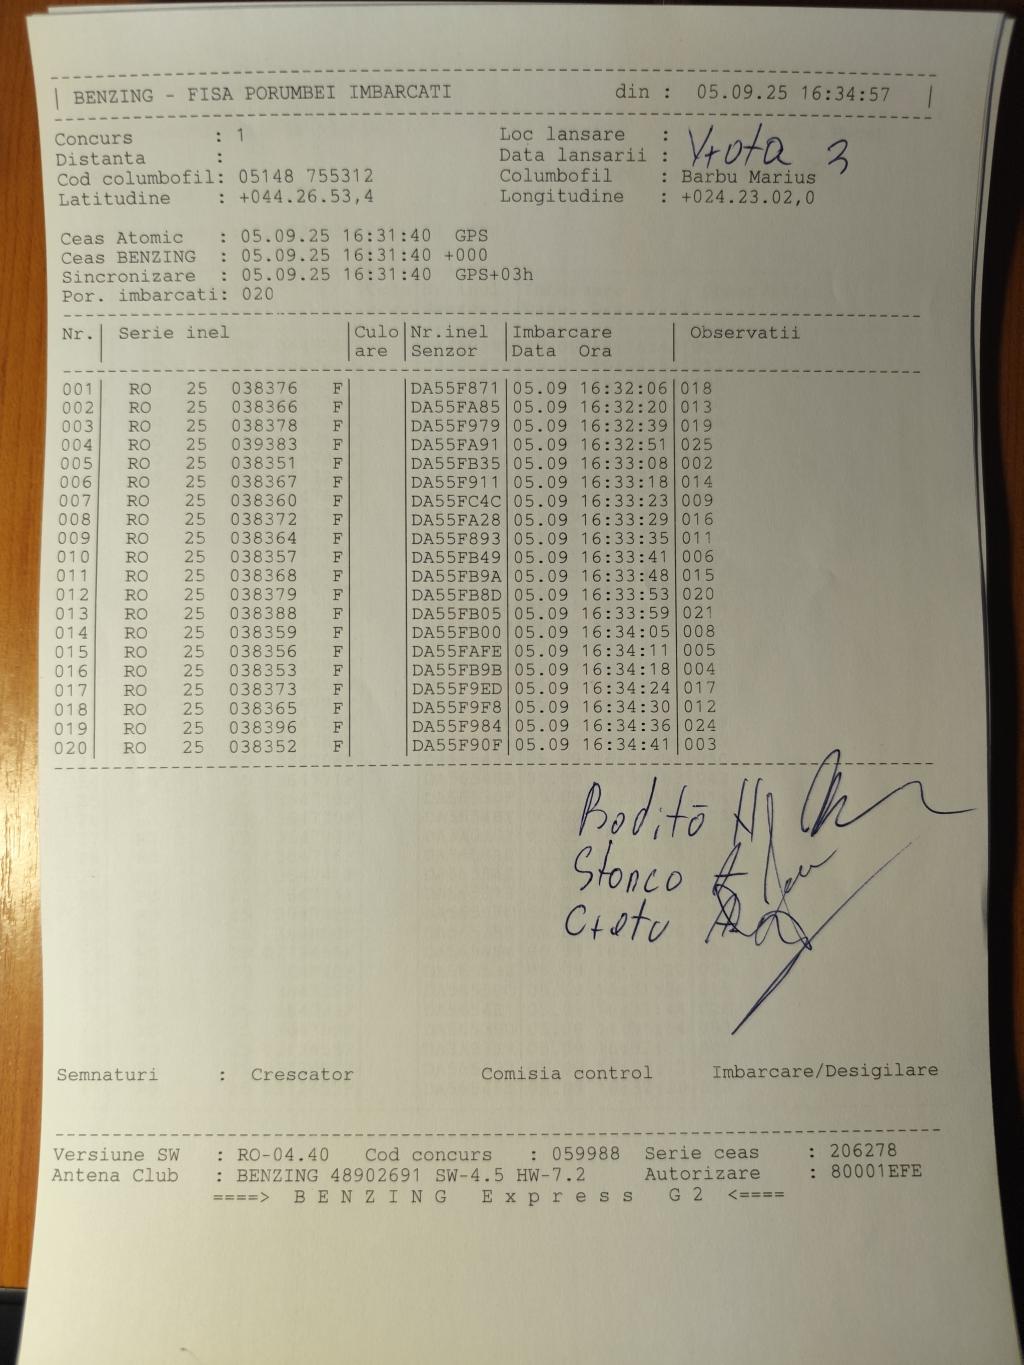 BENZING - FISA PORUMBEI IMBARCATI din : 05.09.25 16:34:57
Concurs : 1 Loc lansare :
Distanta : Data lansarii : Vrata 3
Cod columbofil: 05148 755312 Columbofil : Barbu Marius
Latitudine : +044.26.53,4 Longitudine : +024.23.02,0
Ceas Atomic : 05.09.25 16:31:40 GPS
Ceas BENZING : 05.09.25 16:31:40 +000
Sincronizare : 05.09.25 16:31:40 GPS+03h
Por. imbarcati: 020
Nr. Serie inel Culo Nr.inel Imbarcare Observatii
are Senzor Data Ora
001 RO 25 038376 F DA55F871 05.09 16:32:06 018
002 RO 25 038366 F DA55FA85 05.09 16:32:20 013
003 RO 25 038378 F DA55F979 05.09 16:32:39 019
004 RO 25 039383 F DA55FA91 05.09 16:32:51 025
005 RO 25 038351 F DA55FB35 05.09 16:33:08 002
006 RO 25 038367 F DA55F911 05.09 16:33:18 014
007 RO 25 038360 F DA55FC4C 05.09 16:33:23 009
008 RO 25 038372 F DA55FA28 05.09 16:33:29 016
009 RO 25 038364 F DA55F893 05.09 16:33:35 011
010 RO 25 038357 F DA55FB49 05.09 16:33:41 006
011 RO 25 038368 F DA55FB9A 05.09 16:33:48 015
012 RO 25 038379 F DA55FB8D 05.09 16:33:53 020
013 RO 25 038388 F DA55FB05 05.09 16:33:59 021
014 RO 25 038359 F DA55FB00 05.09 16:34:05 008
015 RO 25 038356 F DA55FAFE 05.09 16:34:11 005
016 RO 25 038353 F DA55FB9B 05.09 16:34:18 004
017 RO 25 038373 F DA55F9ED 05.09 16:34:24 017
018 RO 25 038365 F DA55F9F8 05.09 16:34:30 012
019 RO 25 038396 F DA55F984 05.09 16:34:36 024
020 RO 25 038352 F DA55F90F 05.09 16:34:41 003
Stanco
Cretu
Semnaturi : Crescator Comisia control Imbarcare/Desigilare
Versiune SW : RO-04.40 Cod concurs : 059988 Serie ceas : 206278
Antena Club : BENZING 48902691 SW-4.5 HW-7.2 Autorizare : 80001EFE
====> BENZING Express G2 <====